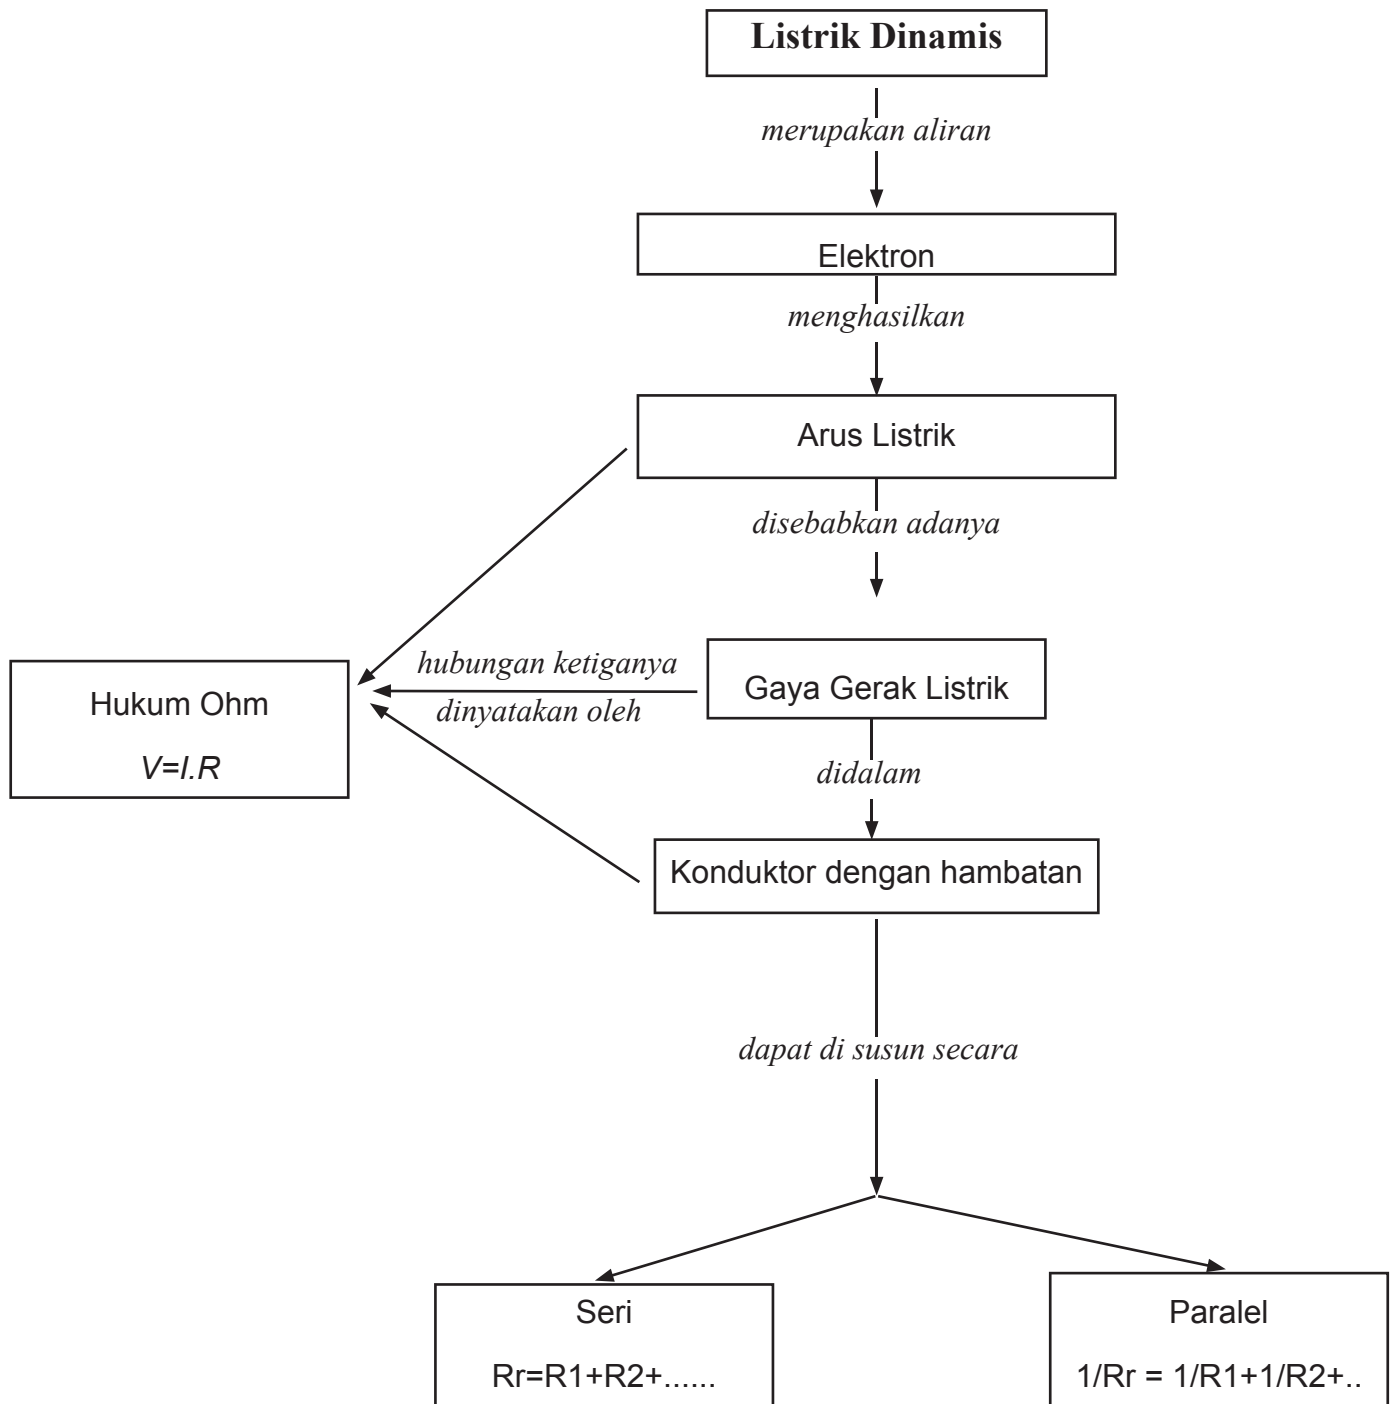 Listrik Dinamis
merupakan aliran
Elektron
menghasilkan
Arus Listrik
disebabkan adanya
hubungan ketiganya
dinyatakan oleh
Gaya Gerak Listrik
Hukum Ohm
V=I.R
didalam
Konduktor dengan hambatan
dapat di susun secara
Seri
Rr=R1+R2+......
Paralel
1/Rr = 1/R1+1/R2+..